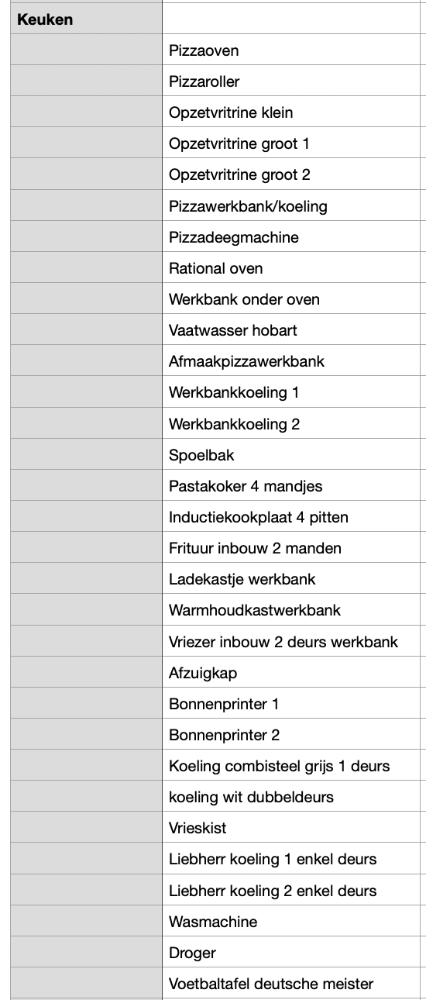 Keuken
Pizzaoven
Pizzaroller
Opzetvritrine klein
Opzetvritrine groot 1
Opzetvritrine groot 2
Pizzawerkbank/koeling
Pizzadeegmachine
Rational oven
Werkbank onder oven
Vaatwasser hobart
Afmaakpizzawerkbank
Werkbankkoeling 1
Werkbankkoeling 2
Spoelbak
Pastakoker 4 mandjes
Inductiekookplaat 4 pitten
Frituur inbouw 2 manden
Ladekastje werkbank
Warmhoudkastwerkbank
Vriezer inbouw 2 deurs werkbank
Afzuigkap
Bonnenprinter 1
Bonnenprinter 2
Koeling combisteel grijs 1 deurs
koeling wit dubbeldeurs
Vrieskist
Liebherr koeling 1 enkel deurs
Liebherr koeling 2 enkel deurs
Wasmachine
Droger
Voetbaltafel deutsche meister